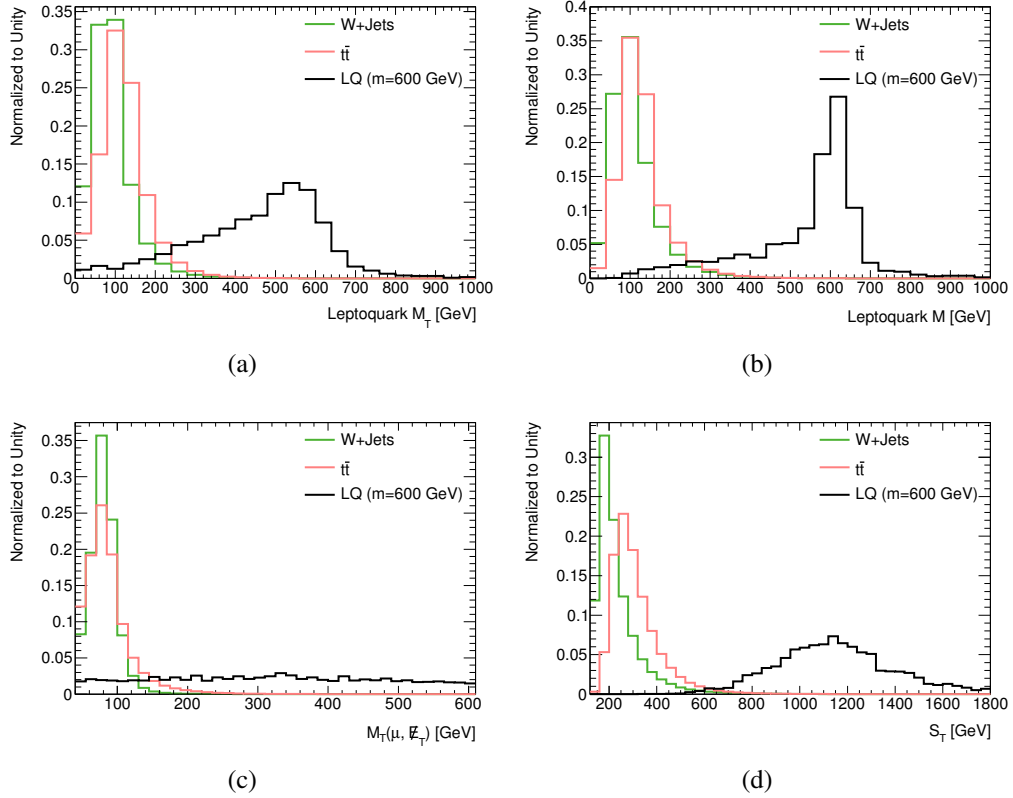 Normalized to Unity
0.35
0.3
0.25
0.2
0.15
0.1
0.05
0
0 100 200 300 400 500 600 700 800 900 1000
Leptoquark M_T [GeV]
W+Jets
tt̄
LQ (m=600 GeV)
(a)
Normalized to Unity
0.4
0.35
0.3
0.25
0.2
0.15
0.1
0.05
0
0 100 200 300 400 500 600 700 800 900 1000
Leptoquark M [GeV]
W+Jets
tt̄
LQ (m=600 GeV)
(b)
Normalized to Unity
0.35
0.3
0.25
0.2
0.15
0.1
0.05
0
100 200 300 400 500 600
M_T(μ, E̸_T) [GeV]
W+Jets
tt̄
LQ (m=600 GeV)
(c)
Normalized to Unity
0.3
0.25
0.2
0.15
0.1
0.05
0
200 400 600 800 1000 1200 1400 1600 1800
S_T [GeV]
W+Jets
tt̄
LQ (m=600 GeV)
(d)